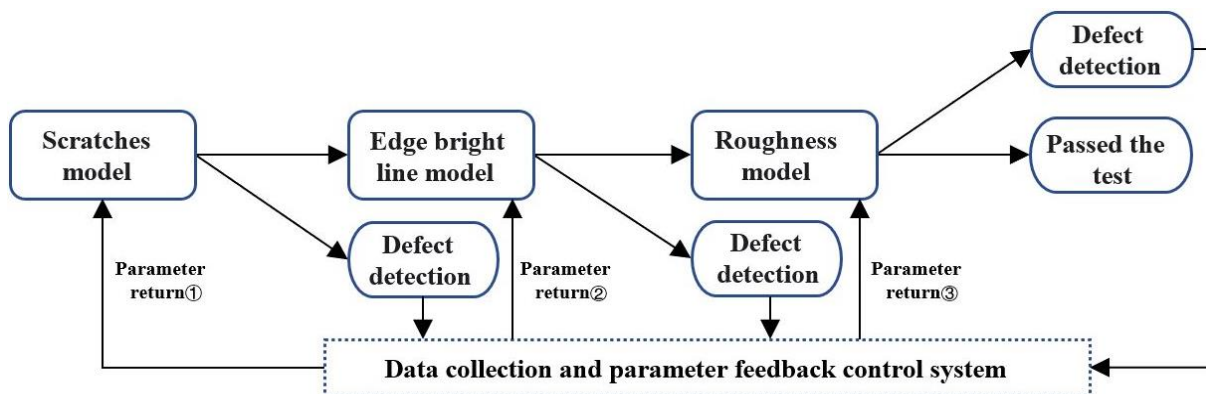 Defect
detection
Scratches
model
Edge bright
line model
Roughness
model
Passed the
test
Defect
detection
Defect
detection
Parameter
return①
Parameter
return②
Parameter
return③
Data collection and parameter feedback control system